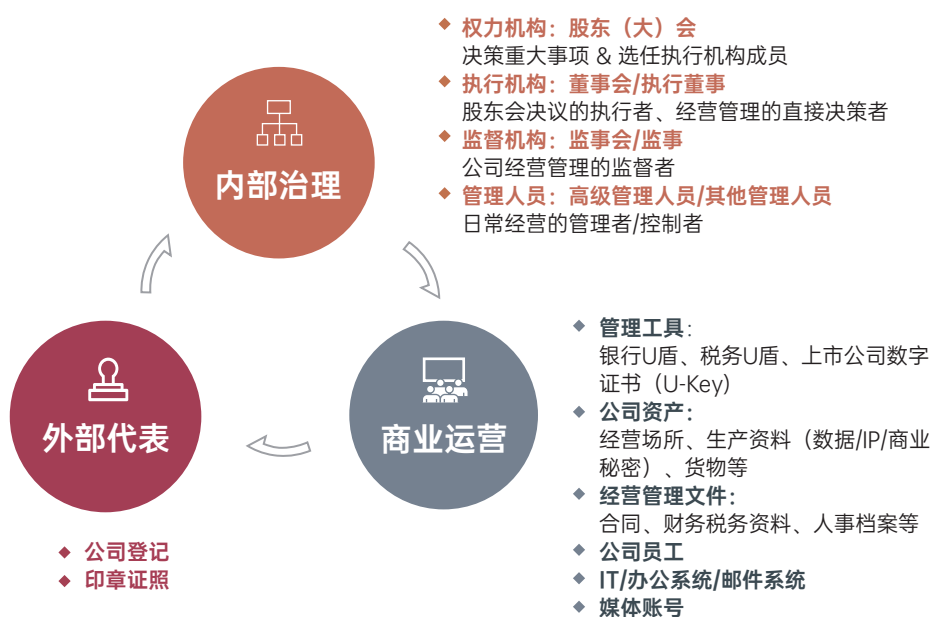 权力机构：股东（大）会
决策重大事项 & 选任执行机构成员
执行机构：董事会/执行董事
股东会决议的执行者、经营管理的直接决策者
监督机构：监事会/监事
公司经营管理的监督者
管理人员：高级管理人员/其他管理人员
日常经营的管理者/控制者
内部治理
管理工具：
银行U盾、税务U盾、上市公司数字
证书（U-Key)
公司资产：
经营场所、生产资料（数据/IP/商业
秘密）、货物等
经营管理文件：
合同、财务税务资料、人事档案等
公司员工
IT/办公系统/邮件系统
媒体账号
商业运营
外部代表
公司登记
印章证照